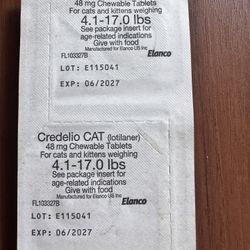 48 mg Chewable Tablets
For cats and kittens weighing
4.1-17.0 lbs
See package insert for
age-related indications
Give with food
Manufactured for Elanco US Inc
FL103327B Elanco
LOT: E115041
EXP: 06/2027
Credelio CAT (lotilaner)
48 mg Chewable Tablets
For cats and kittens weighing
4.1-17.0 lbs
See package insert for
age-related indications
Give with food
Manufactured for Elanco US Inc
FL103327B Elanco
LOT: E115041
EXP: 06/2027